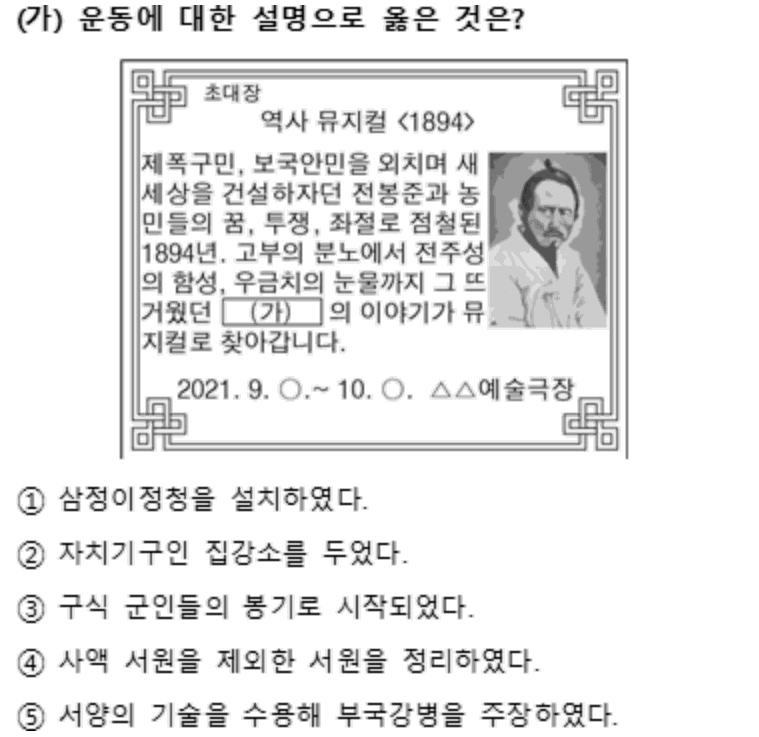 (가) 운동에 대한 설명으로 옳은 것은?
초대장
역사 뮤지컬 <1894>
제폭구민, 보국안민을 외치며 새
세상을 건설하자던 전봉준과 농
민들의 꿈, 투쟁, 좌절로 점철된
1894년. 고부의 분노에서 전주성
의 함성, 우금치의 눈물까지 그 뜨
거웠던 (가) 의 이야기가 뮤
지컬로 찾아갑니다.
2021. 9. ○.~ 10. ○. △△예술극장
① 삼정이정청을 설치하였다.
② 자치기구인 집강소를 두었다.
③ 구식 군인들의 봉기로 시작되었다.
④ 사액 서원을 제외한 서원을 정리하였다.
⑤ 서양의 기술을 수용해 부국강병을 주장하였다.